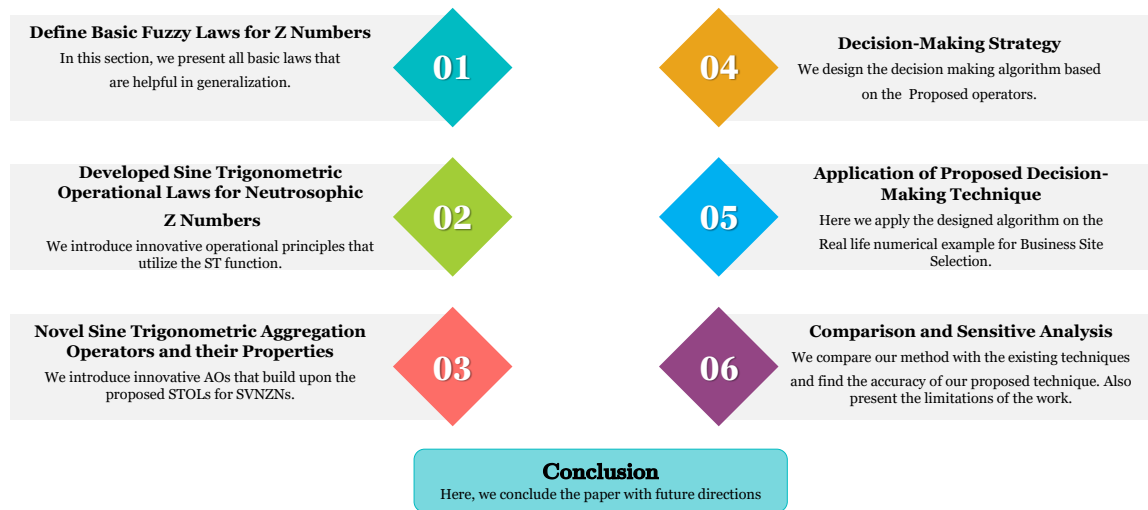 Define Basic Fuzzy Laws for Z Numbers
In this section, we present all basic laws that
are helpful in generalization.
01
Developed Sine Trigonometric
Operational Laws for Neutrosophic
Z Numbers
We introduce innovative operational principles that
utilize the ST function.
02
Novel Sine Trigonometric Aggregation
Operators and their Properties
We introduce innovative AOs that build upon the
proposed STOLs for SVNZNs.
03
04
Decision-Making Strategy
We design the decision making algorithm based
on the Proposed operators.
05
Application of Proposed Decision-
Making Technique
Here we apply the designed algorithm on the
Real life numerical example for Business Site
Selection.
06
Comparison and Sensitive Analysis
We compare our method with the existing techniques
and find the accuracy of our proposed technique. Also
present the limitations of the work.
Conclusion
Here, we conclude the paper with future directions